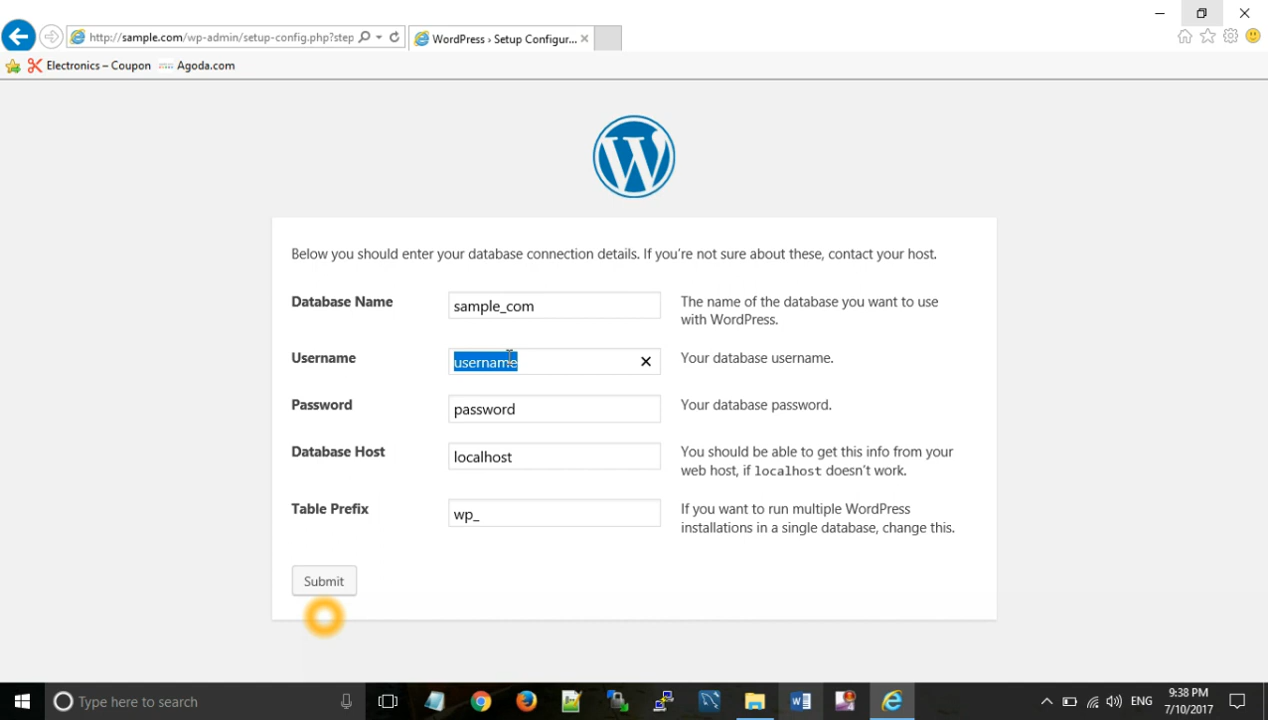 http://sample.com/wp-admin/setup-config.php?step
WordPress › Setup Configur...
Electronics – Coupon
Agoda.com
Below you should enter your database connection details. If you're not sure about these, contact your host.
Database Name
sample_com
The name of the database you want to use
with WordPress.
Username
username
Your database username.
Password
password
Your database password.
Database Host
localhost
You should be able to get this info from your
web host, if localhost doesn't work.
Table Prefix
wp_
If you want to run multiple WordPress
installations in a single database, change this.
Submit
Type here to search
ENG
9:38 PM
7/10/2017